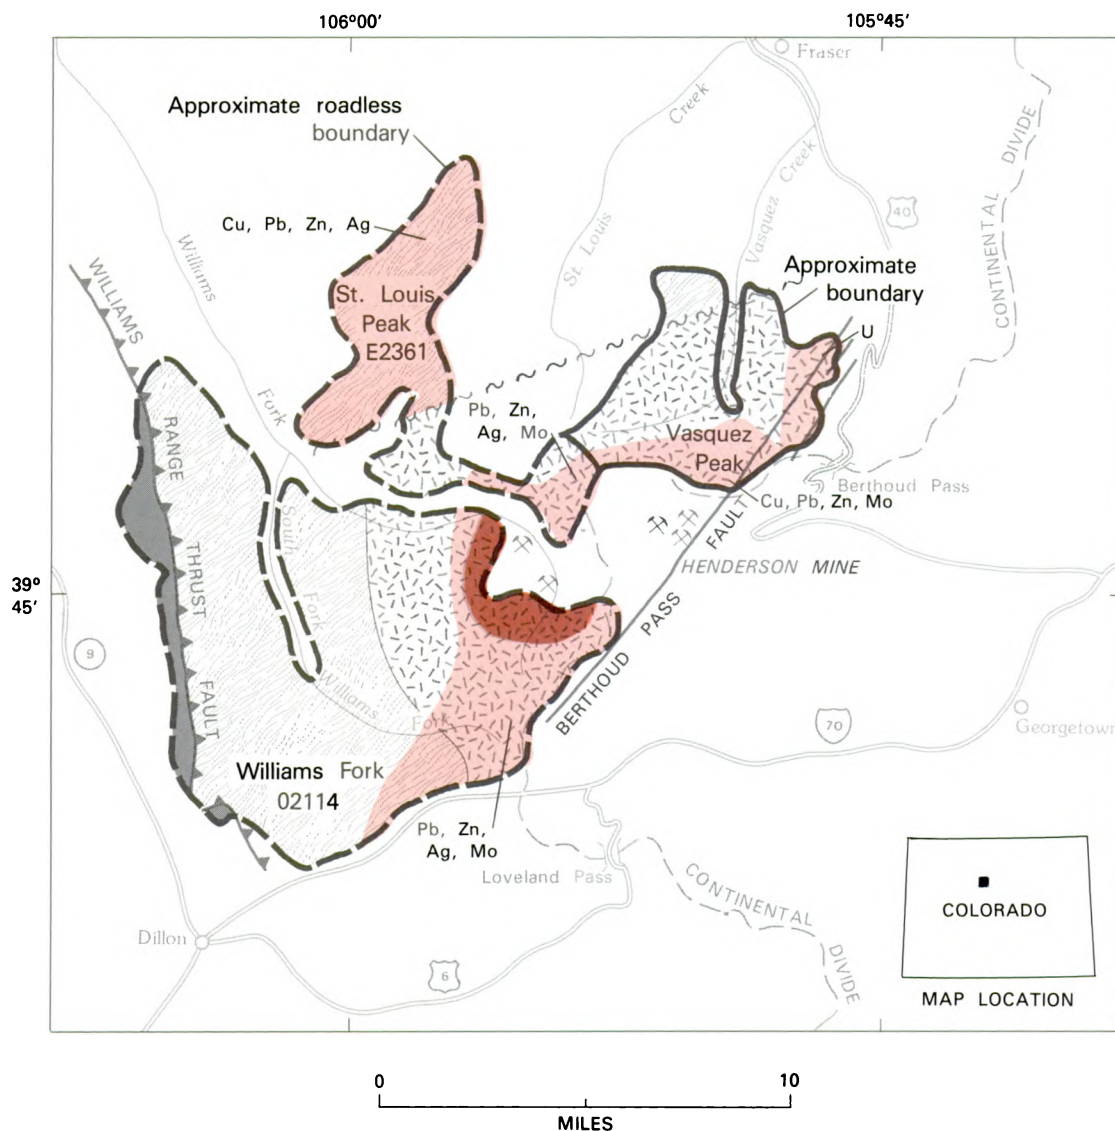 106°00'
105°45'
Fraser
Approximate roadless
boundary
Creek
Creek
CONTINENTAL DIVIDE
Cu, Pb, Zn, Ag
40
Williams
St. Louis
Vasquez
WILLIAMS
Approximate
boundary
St. Louis
Peak
E2361
U
Fork
Pb, Zn,
Ag, Mo
RANGE
Vasquez
Peak
Berthoud Pass
Cu, Pb, Zn, Mo
South
FAULT
THRUST
HENDERSON MINE
39°
45'
Fork
PASS
9
FAULT
Williams
BERTHOUD
Fork
70
Georgetown
Williams Fork
02114
Pb, Zn,
Ag, Mo
Loveland Pass
CONTINENTAL
DIVIDE
COLORADO
Dillon
6
MAP LOCATION
0
10
MILES